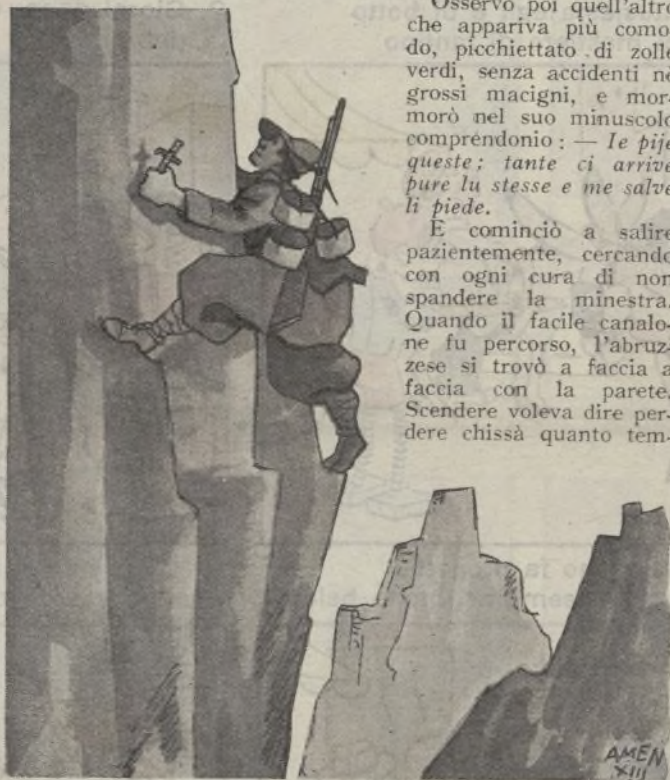 Osservò poi quell'altro
che appariva più como-
do, picchiettato di zolle
verdi, senza accidenti nè
grossi macigni, e mor-
morò nel suo minuscolo
comprendonio: — Ie pije
queste; tante ci arrive
pure lu stesse e me salve
li piede.
E cominciò a salire
pazientemente, cercando
con ogni cura di non
spandere la minestra.
Quando il facile canalo-
ne fu percorso, l'abruz-
zese si trovò a faccia a
faccia con la parete.
Scendere voleva dire per-
dere chissà quanto tem-
AMEN
XIII